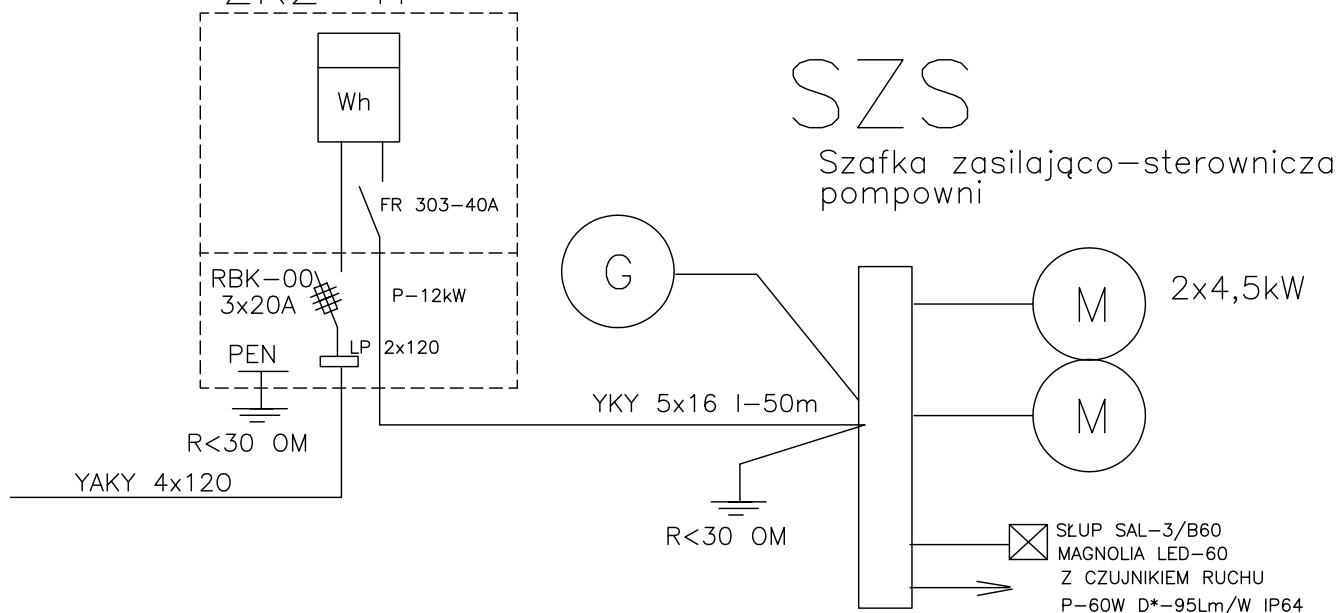 Wh
FR 303-40A
RBK-00
3x20A
P-12kW
LP 2x120
PEN
R<30 OM
YAKY 4x120
SZS
Szafka zasilająco-sterownicza
pompowni
G
M
2x4,5kW
M
YKY 5x16 l-50m
R<30 OM
SŁUP SAL-3/B60
MAGNOLIA LED-60
Z CZUJNIKIEM RUCHU
P-60W D*-95Lm/W IP64